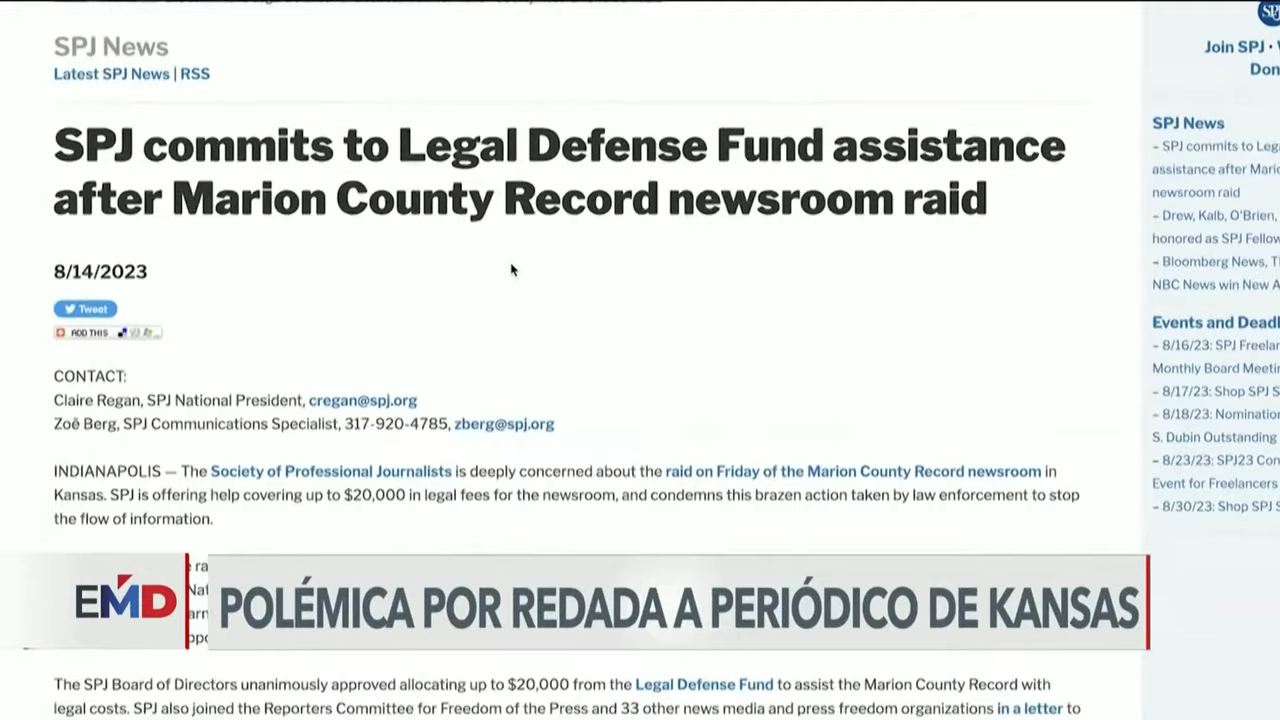 SPJ News
Latest SPJ News | RSS
SPJ commits to Legal Defense Fund assistance
after Marion County Record newsroom raid
8/14/2023
Tweet
ADD THIS
CONTACT:
Claire Regan, SPJ National President, cregan@spj.org
Zoë Berg, SPJ Communications Specialist, 317-920-4785, zberg@spj.org
INDIANAPOLIS — The Society of Professional Journalists is deeply concerned about the raid on Friday of the Marion County Record newsroom in
Kansas. SPJ is offering help covering up to $20,000 in legal fees for the newsroom, and condemns this brazen action taken by law enforcement to stop
the flow of information.
EMD
POLÉMICA POR REDADA A PERIÓDICO DE KANSAS
The SPJ Board of Directors unanimously approved allocating up to $20,000 from the Legal Defense Fund to assist the Marion County Record with
legal costs. SPJ also joined the Reporters Committee for Freedom of the Press and 33 other news media and press freedom organizations in a letter to
SPJ
Join SPJ ·
SPJ News
– SPJ commits to
assistance after
newsroom raid
– Drew, Kalb, O'Brien,
honored as SPJ
– Bloomberg News,
NBC News win New
Events and
– 8/16/23: SPJ
Monthly Board
– 8/17/23: Shop SPJ
– 8/18/23:
S. Dubin Outstanding
– 8/23/23: SPJ23
Event for Freelancers
– 8/30/23: Shop SPJ